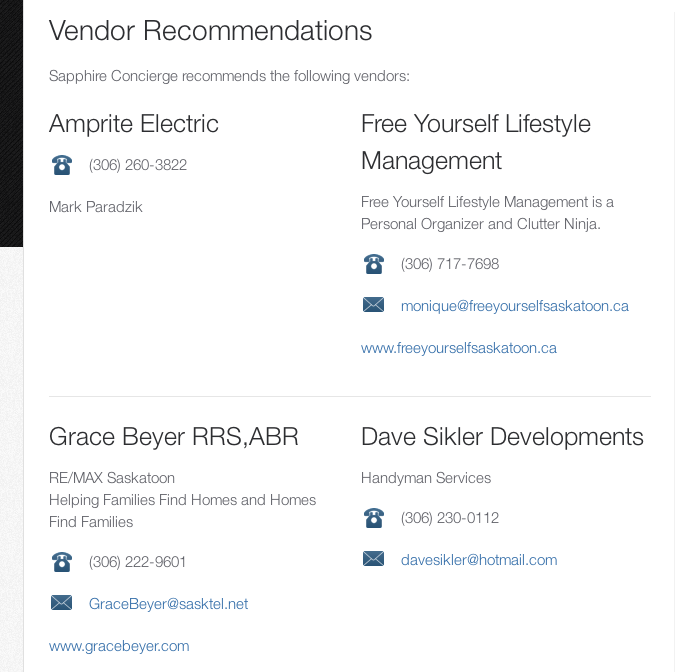 Vendor Recommendations
Sapphire Concierge recommends the following vendors:
Amprite Electric
(306) 260-3822
Mark Paradzik
Free Yourself Lifestyle
Management
Free Yourself Lifestyle Management is a
Personal Organizer and Clutter Ninja.
(306) 717-7698
monique@freeyourselfsaskatoon.ca
www.freeyourselfsaskatoon.ca
Grace Beyer RRS,ABR
RE/MAX Saskatoon
Helping Families Find Homes and Homes
Find Families
(306) 222-9601
GraceBeyer@sasktel.net
www.gracebeyer.com
Dave Sikler Developments
Handyman Services
(306) 230-0112
davesikler@hotmail.com